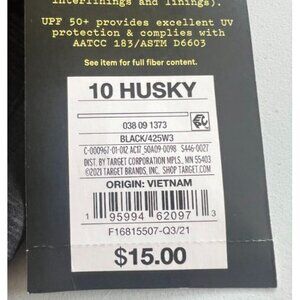 interlinings and linings).
UPF 50+ provides excellent UV
protection & complies with
AATCC 183/ASTM D6603
See item for full fiber content.
10 HUSKY
038 09 1373
BLACK/425W3
C-000967-01-012 AC17_50A09-0098 S446-0027
DIST. BY TARGET CORPORATION MPLS., MN 55403
©2021 TARGET BRANDS, INC. SHOP TARGET.COM
ORIGIN: VIETNAM
1 95994 62097 3
F16815507-Q3/21
$15.00